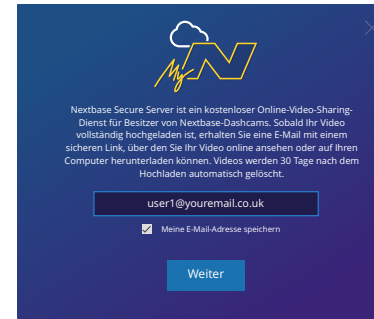 My N
Nextbase Secure Server ist ein kostenloser Online-Video-Sharing-
Dienst für Besitzer von Nextbase-Dashcams. Sobald Ihr Video
vollständig hochgeladen ist, erhalten Sie eine E-Mail mit einem
sicheren Link, über den Sie Ihr Video online ansehen oder auf Ihren
Computer herunterladen können. Videos werden 30 Tage nach dem
Hochladen automatisch gelöscht.
user1@youremail.co.uk
Meine E-Mail-Adresse speichern
Weiter